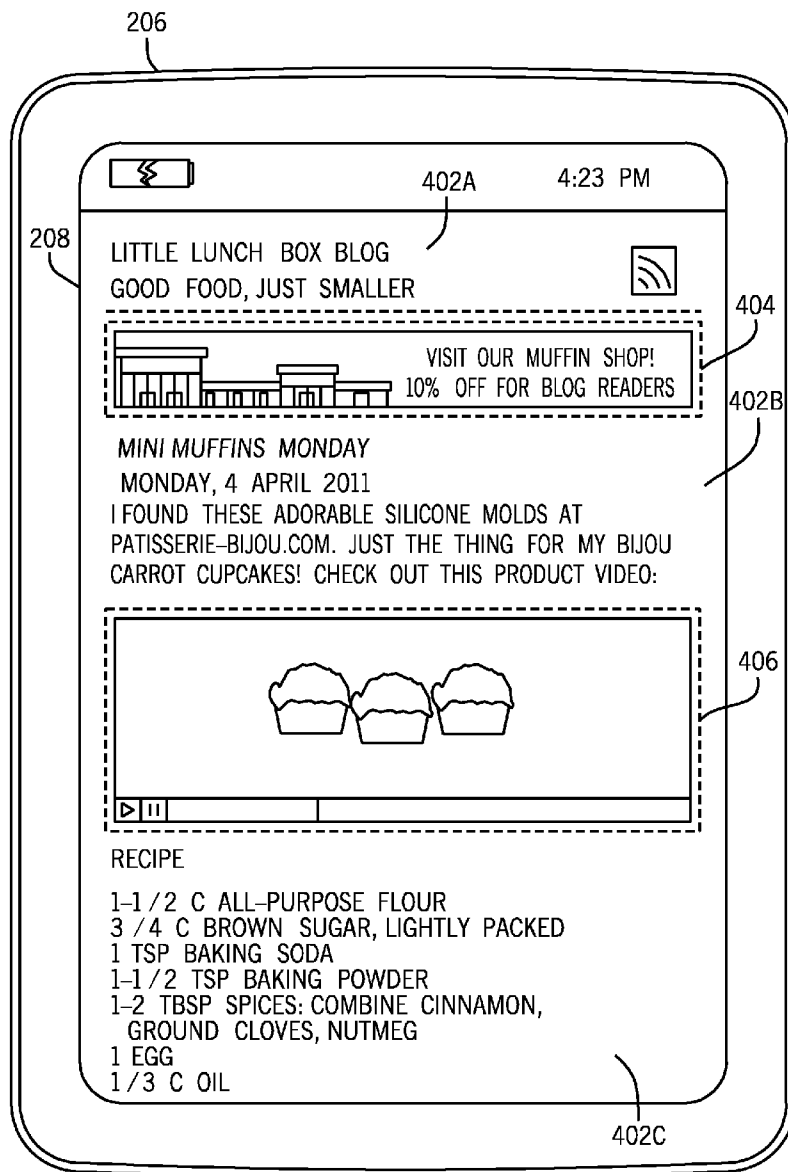 206
402A
4:23 PM
208
LITTLE LUNCH BOX BLOG
GOOD FOOD, JUST SMALLER
404
VISIT OUR MUFFIN SHOP!
10% OFF FOR BLOG READERS
402B
MINI MUFFINS MONDAY
MONDAY, 4 APRIL 2011
I FOUND THESE ADORABLE SILICONE MOLDS AT
PATISSERIE–BIJOU.COM. JUST THE THING FOR MY BIJOU
CARROT CUPCAKES! CHECK OUT THIS PRODUCT VIDEO:
406
RECIPE
1–1/2 C ALL–PURPOSE FLOUR
3/4 C BROWN SUGAR, LIGHTLY PACKED
1 TSP BAKING SODA
1–1/2 TSP BAKING POWDER
1–2 TBSP SPICES: COMBINE CINNAMON,
GROUND CLOVES, NUTMEG
1 EGG
1/3 C OIL
402C